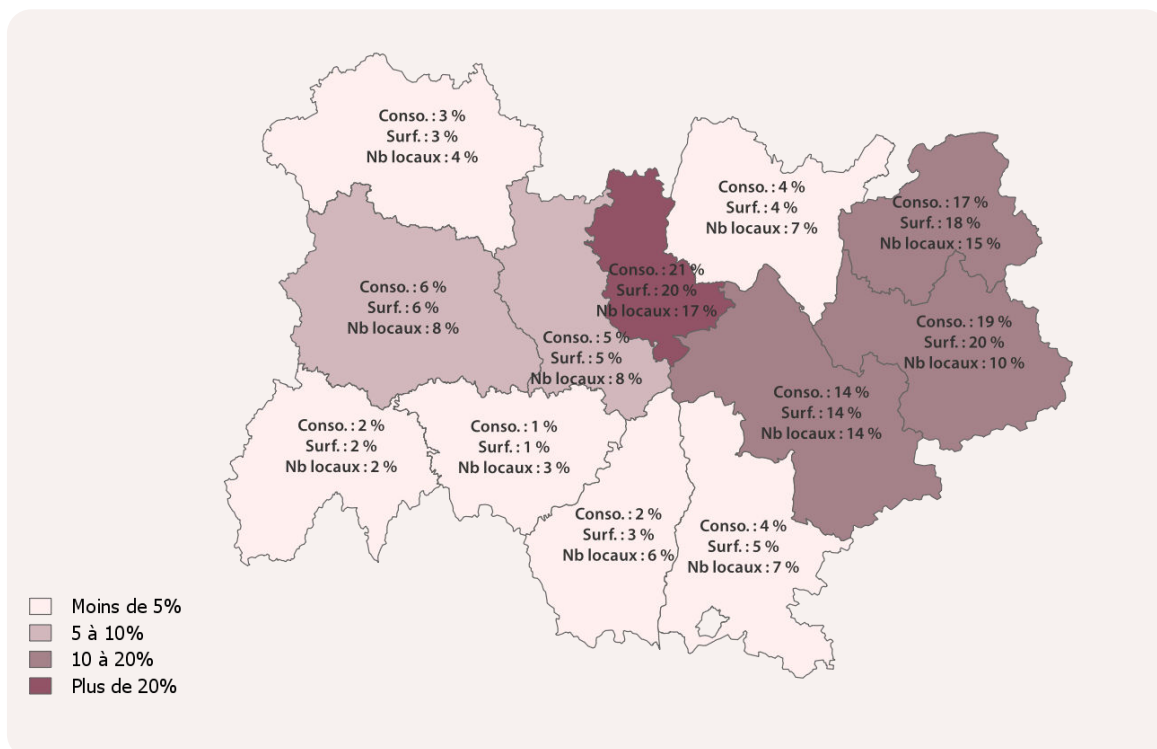 Conso. : 3 %
Surf. : 3 %
Nb locaux : 4 %
Conso. : 4 %
Surf. : 4 %
Nb locaux : 7 %
Conso. : 17 %
Surf. : 18 %
Nb locaux : 15 %
Conso. : 21 %
Surf. : 20 %
Nb locaux : 17 %
Conso. : 6 %
Surf. : 6 %
Nb locaux : 8 %
Conso. : 5 %
Surf. : 5 %
Nb locaux : 8 %
Conso. : 19 %
Surf. : 20 %
Nb locaux : 10 %
Conso. : 14 %
Surf. : 14 %
Nb locaux : 14 %
Conso. : 2 %
Surf. : 2 %
Nb locaux : 2 %
Conso. : 1 %
Surf. : 1 %
Nb locaux : 3 %
Conso. : 2 %
Surf. : 3 %
Nb locaux : 6 %
Conso. : 4 %
Surf. : 5 %
Nb locaux : 7 %
Moins de 5%
5 à 10%
10 à 20%
Plus de 20%